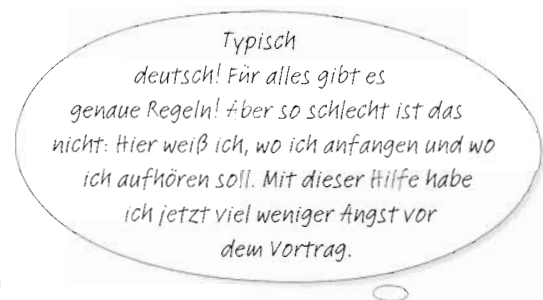 Typisch
deutsch! Für alles gibt es
genaue Regeln! Aber so schlecht ist das
nicht: Hier weiß ich, wo ich anfangen und wo
ich aufhören soll. Mit dieser Hilfe habe
ich jetzt viel weniger Angst vor
dem Vortrag.